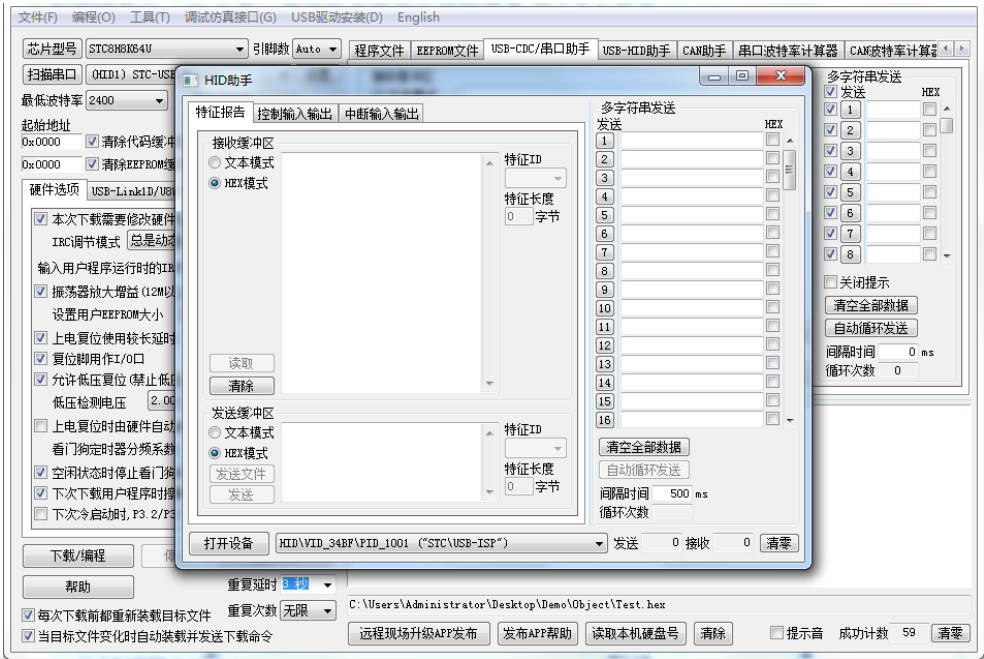 文件(F) 编程(O) 工具(T) 调试仿真接口(G) USB驱动安装(D) English
芯片型号 STC8H8K64U 引脚数 Auto 程序文件 EEPROM文件 USB-CDC/串口助手 USB-HID助手 CAN助手 串口波特率计算器 CAN波特率计算器
扫描串口 (HID1) STC-USB
最低波特率 2400
起始地址
0x0000 清除代码缓冲
0x0000 清除EEPROM缓
硬件选项 USB-Link1D/U8W
本次下载需要修改硬件
IRC调节模式 总是动态
输入用户程序运行时的IR
振荡器放大增益(12M以
设置用户EEPROM大小
上电复位使用较长延时
复位脚用作I/O口
允许低压复位(禁止低压
低压检测电压 2.00
上电复位时由硬件自动
看门狗定时器分频系数
空闲状态时停止看门狗
下次下载用户程序时擦
下次冷启动时,P3.2/P3
下载/编程
帮助
每次下载前都重新装载目标文件
当目标文件变化时自动装载并发送下载命令
重复延时 3 秒
重复次数 无限
HID助手
特征报告 控制输入输出 中断输入输出
接收缓冲区
文本模式
HEX模式
特征ID
特征长度
0 字节
读取
清除
发送缓冲区
文本模式
HEX模式
发送文件
发送
特征ID
特征长度
0 字节
多字符串发送
发送 HEX
1
2
3
4
5
6
7
8
9
10
11
12
13
14
15
16
清空全部数据
自动循环发送
间隔时间 500 ms
循环次数
打开设备 HID\VID_34BF\PID_1001 ("STC\USB-ISP") 发送 0 接收 0 清零
多字符串发送
发送 HEX
1
2
3
4
5
6
7
8
关闭提示
清空全部数据
自动循环发送
间隔时间 0 ms
循环次数 0
C:\Users\Administrator\Desktop\Demo\Object\Test.hex
远程现场升级APP发布 发布APP帮助 读取本机硬盘号 清除 提示音 成功计数 59 清零